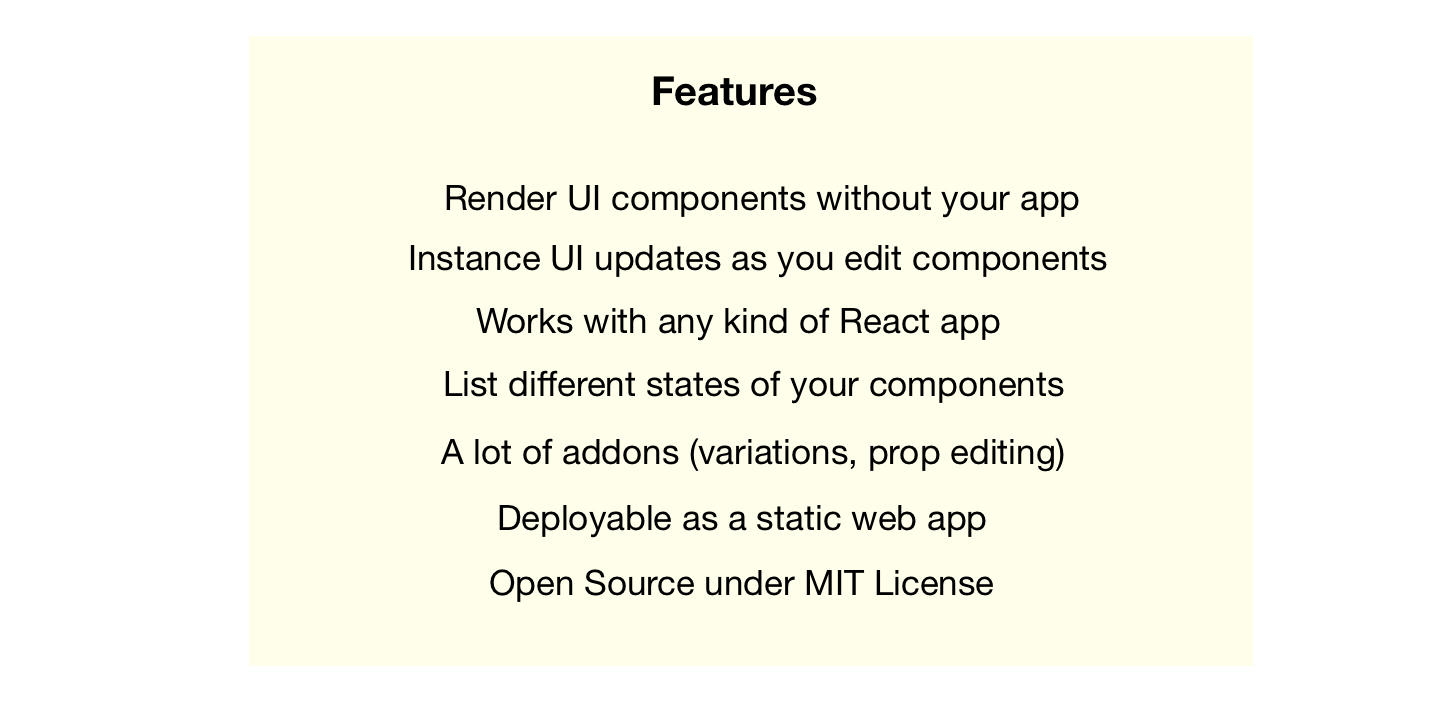 Features
Render UI components without your app
Instance UI updates as you edit components
Works with any kind of React app
List different states of your components
A lot of addons (variations, prop editing)
Deployable as a static web app
Open Source under MIT License